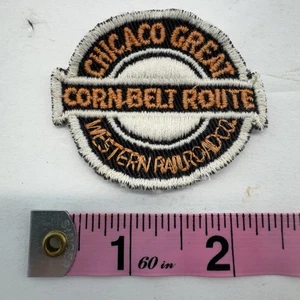 CHICAGO GREAT
CORN BELT ROUTE
WESTERN RAILROAD CO.
1 60 in 2